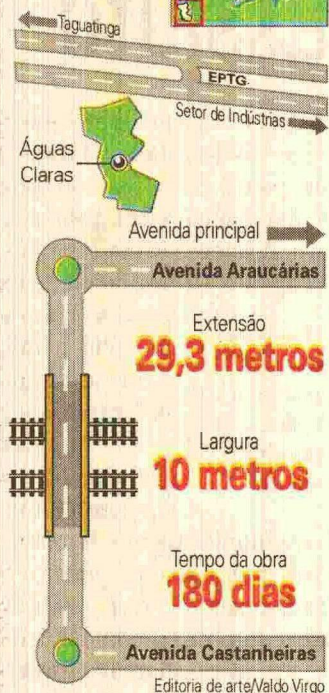 Taguatinga
EPTG
Setor de Indústrias
Águas
Claras
Avenida principal
Avenida Araucárias
Extensão
29,3 metros
Largura
10 metros
Tempo da obra
180 dias
Avenida Castanheiras
Editoria de arte/Valdo Virgo